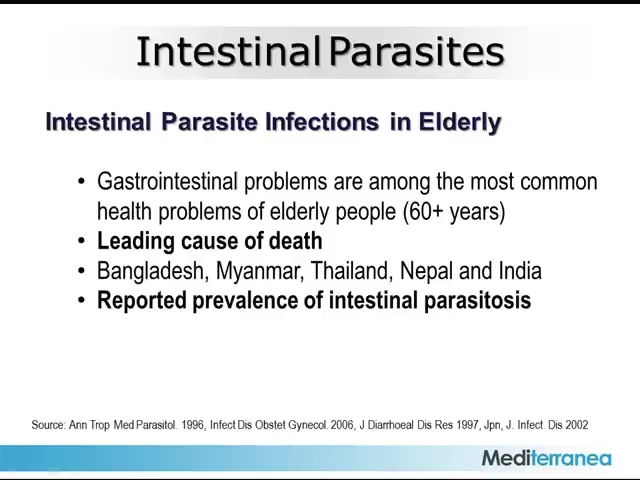 Intestinal Parasites
Intestinal Parasite Infections in Elderly
• Gastrointestinal problems are among the most common
health problems of elderly people (60+ years)
• Leading cause of death
• Bangladesh, Myanmar, Thailand, Nepal and India
• Reported prevalence of intestinal parasitosis
Source: Ann Trop Med Parasitol. 1996, Infect Dis Obstet Gynecol. 2006, J Diarrhoeal Dis Res 1997, Jpn, J. Infect. Dis 2002
Mediterranea